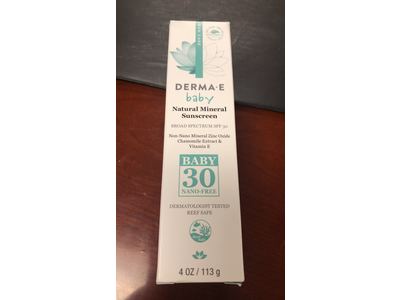 DERMA·E
baby
Natural Mineral
Sunscreen
BROAD SPECTRUM SPF 30
Non-Nano Mineral Zinc Oxide
Chamomile Extract &
Vitamin E
BABY
30
NANO-FREE
DERMATOLOGIST TESTED
REEF SAFE
4 OZ / 113 g